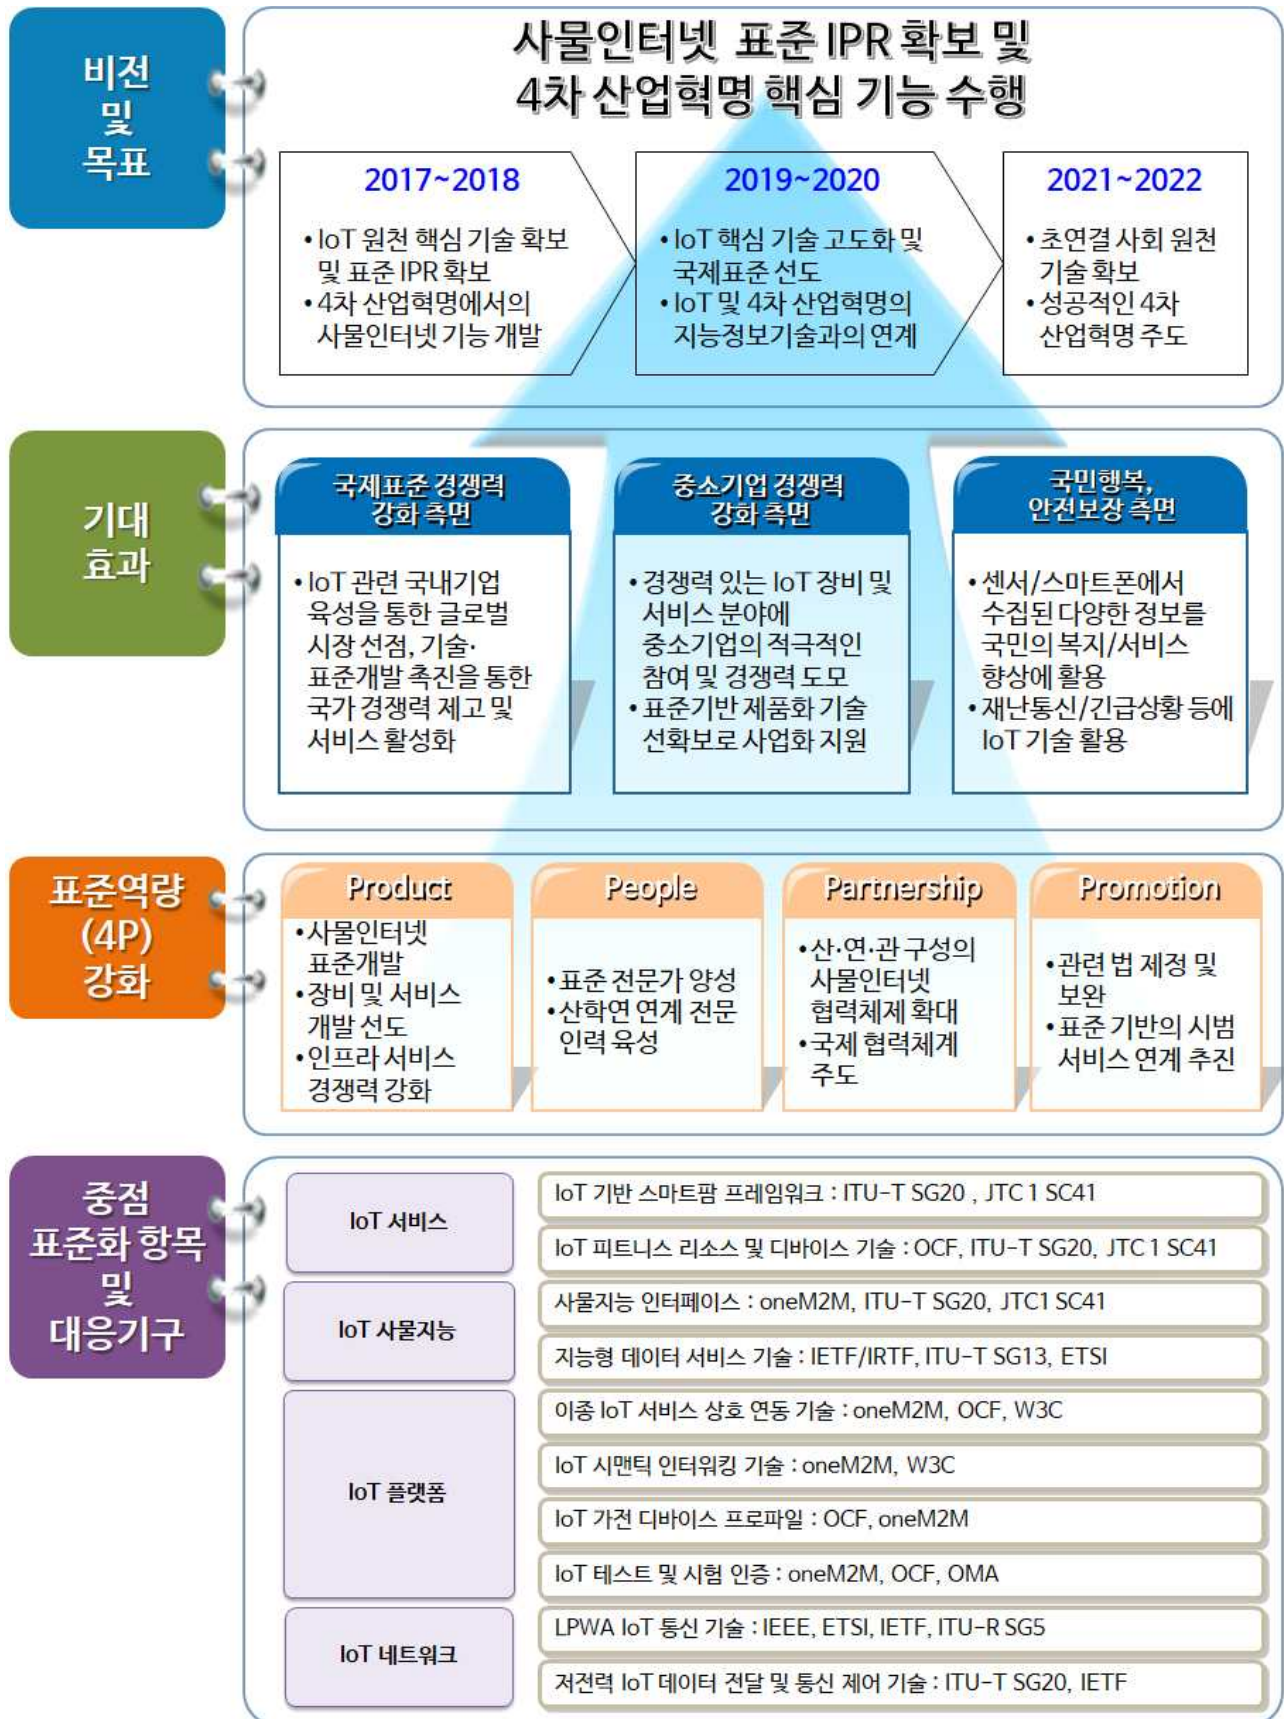 비전
및
목표
사물인터넷 표준 IPR 확보 및
4차 산업혁명 핵심 기능 수행
2017~2018
• IoT 원천 핵심 기술 확보
및 표준 IPR 확보
• 4차 산업혁명에서의
사물인터넷 기능 개발
2019~2020
• IoT 핵심 기술 고도화 및
국제표준 선도
• IoT 및 4차 산업혁명의
지능정보기술과의 연계
2021~2022
• 초연결 사회 원천
기술 확보
• 성공적인 4차
산업혁명 주도
기대
효과
국제표준 경쟁력
강화 측면
• IoT 관련 국내기업
육성을 통한 글로벌
시장 선점, 기술·
표준개발 촉진을 통한
국가 경쟁력 제고 및
서비스 활성화
중소기업 경쟁력
강화 측면
• 경쟁력 있는 IoT 장비 및
서비스 분야에
중소기업의 적극적인
참여 및 경쟁력 도모
• 표준기반 제품화 기술
선확보로 사업화 지원
국민행복,
안전보장 측면
• 센서/스마트폰에서
수집된 다양한 정보를
국민의 복지/서비스
향상에 활용
• 재난통신/긴급상황 등에
IoT 기술 활용
표준역량
(4P)
강화
Product
• 사물인터넷
표준개발
• 장비 및 서비스
개발 선도
• 인프라 서비스
경쟁력 강화
People
• 표준 전문가 양성
• 산학연 연계 전문
인력 육성
Partnership
• 산·연·관 구성의
사물인터넷
협력체제 확대
• 국제 협력체계
주도
Promotion
• 관련 법 제정 및
보완
• 표준 기반의 시범
서비스 연계 추진
중점
표준화 항목
및
대응기구
IoT 서비스
IoT 기반 스마트팜 프레임워크 : ITU-T SG20 , JTC 1 SC41
IoT 피트니스 리소스 및 디바이스 기술 : OCF, ITU-T SG20, JTC 1 SC41
IoT 사물지능
사물지능 인터페이스 : oneM2M, ITU-T SG20, JTC1 SC41
지능형 데이터 서비스 기술 : IETF/IRTF, ITU-T SG13, ETSI
IoT 플랫폼
이종 IoT 서비스 상호 연동 기술 : oneM2M, OCF, W3C
IoT 시맨틱 인터워킹 기술 : oneM2M, W3C
IoT 가전 디바이스 프로파일 : OCF, oneM2M
IoT 테스트 및 시험 인증 : oneM2M, OCF, OMA
IoT 네트워크
LPWA IoT 통신 기술 : IEEE, ETSI, IETF, ITU-R SG5
저전력 IoT 데이터 전달 및 통신 제어 기술 : ITU-T SG20, IETF